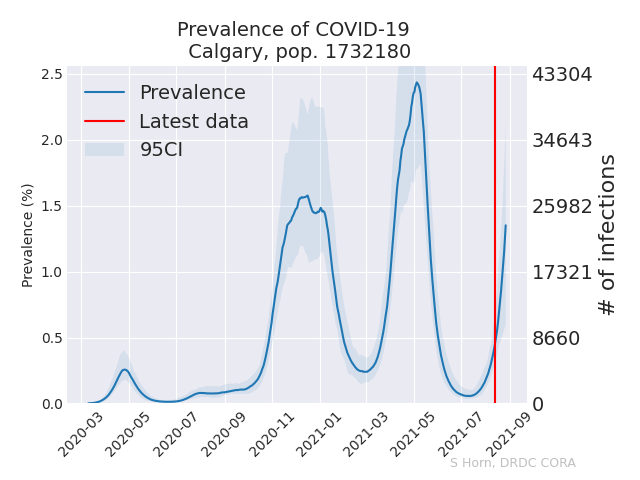 Prevalence of COVID-19
Calgary, pop. 1732180
Prevalence
Latest data
95CI
Prevalence (%)
2.5
2.0
1.5
1.0
0.5
0.0
43304
34643
25982
17321
8660
0
# of infections
2020-03
2020-05
2020-07
2020-09
2020-11
2021-01
2021-03
2021-05
2021-07
2021-09
S Horn, DRDC CORA